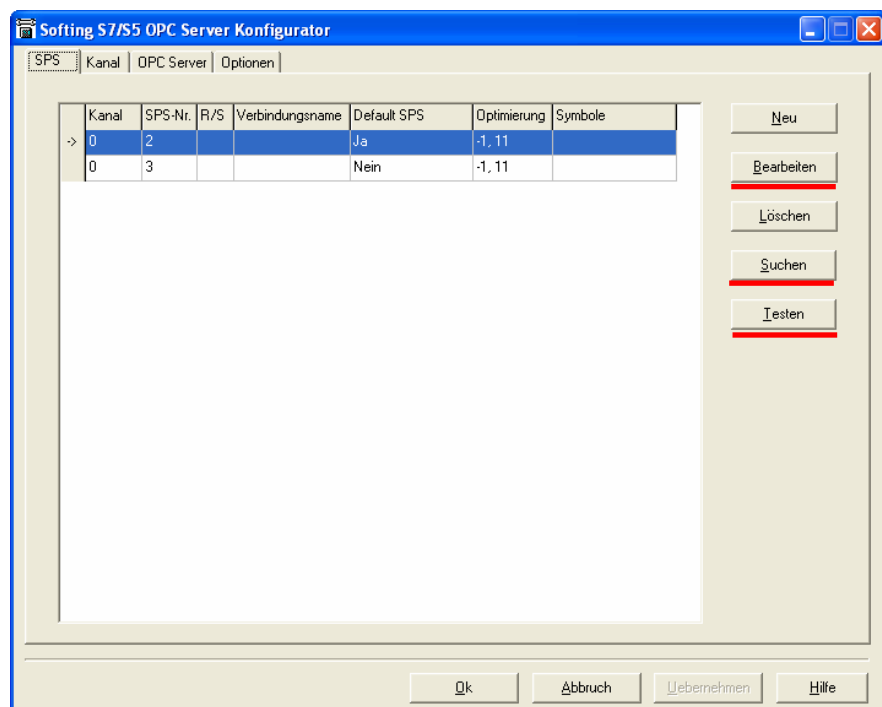 Softing S7/S5 OPC Server Konfigurator
SPS Kanal OPC Server Optionen
Kanal SPS-Nr. R/S Verbindungsname Default SPS Optimierung Symbole
-> 0 2 Ja -1, 11
0 3 Nein -1, 11
Neu
Bearbeiten
Löschen
Suchen
Testen
Ok Abbruch Uebernehmen Hilfe